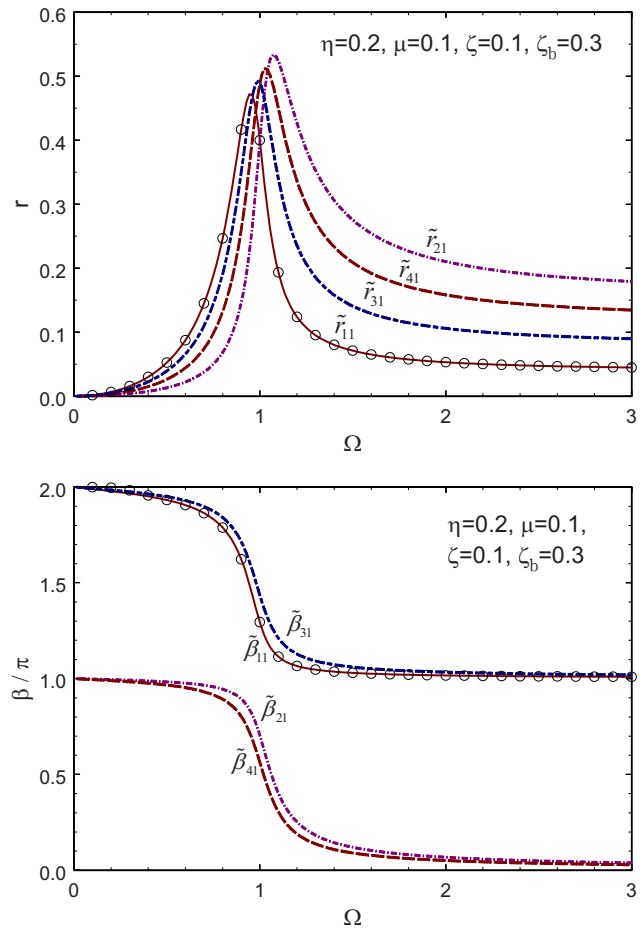 0.6
η=0.2, μ=0.1, ζ=0.1, ζ_b=0.3
0.5
0.4
r
0.3
r̃₂₁
0.2
r̃₄₁
r̃₃₁
0.1
r̃₁₁
0.0
0 1 2 3
Ω
2.0
η=0.2, μ=0.1,
ζ=0.1, ζ_b=0.3
1.5
β̃₃₁
β̃₁₁
β / π
1.0
β̃₂₁
β̃₄₁
0.5
0.0
0 1 2 3
Ω